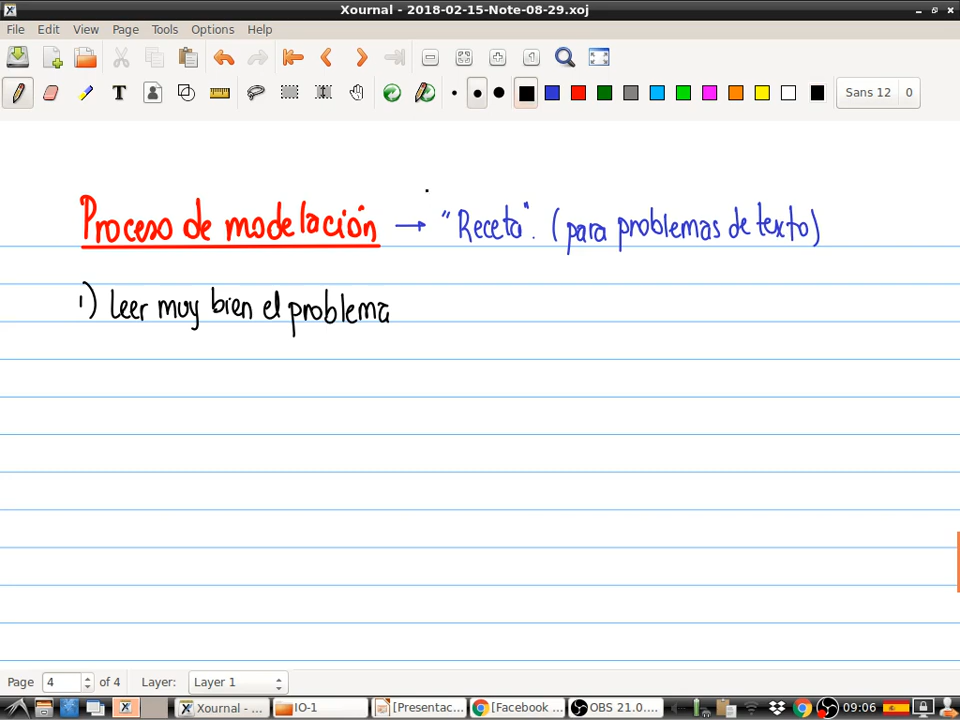 Xournal - 2018-02-15-Note-08-29.xoj
File Edit View Page Tools Options Help
Sans 12 0
Proceso de modelación → "Receta". (para problemas de texto)
1) Leer muy bien el problema
Page 4 of 4 Layer: Layer 1
Xournal - ... IO-1 [Presentac... [Facebook ... OBS 21.0.... 09:06